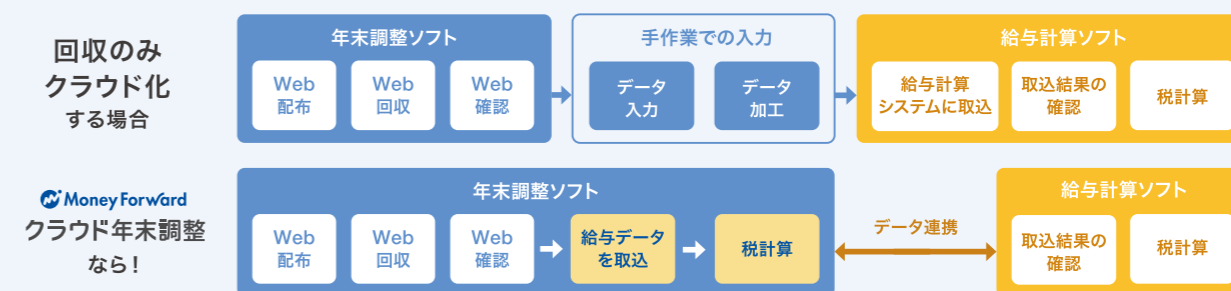 回収のみ
クラウド化
する場合
年末調整ソフト
Web
配布
Web
回収
Web
確認
手作業での入力
データ
入力
データ
加工
給与計算ソフト
給与計算
システムに取込
取込結果の
確認
税計算
Money Forward
クラウド年末調整
なら!
年末調整ソフト
Web
配布
Web
回収
Web
確認
給与データ
を取込
税計算
データ連携
給与計算ソフト
取込結果の
確認
税計算